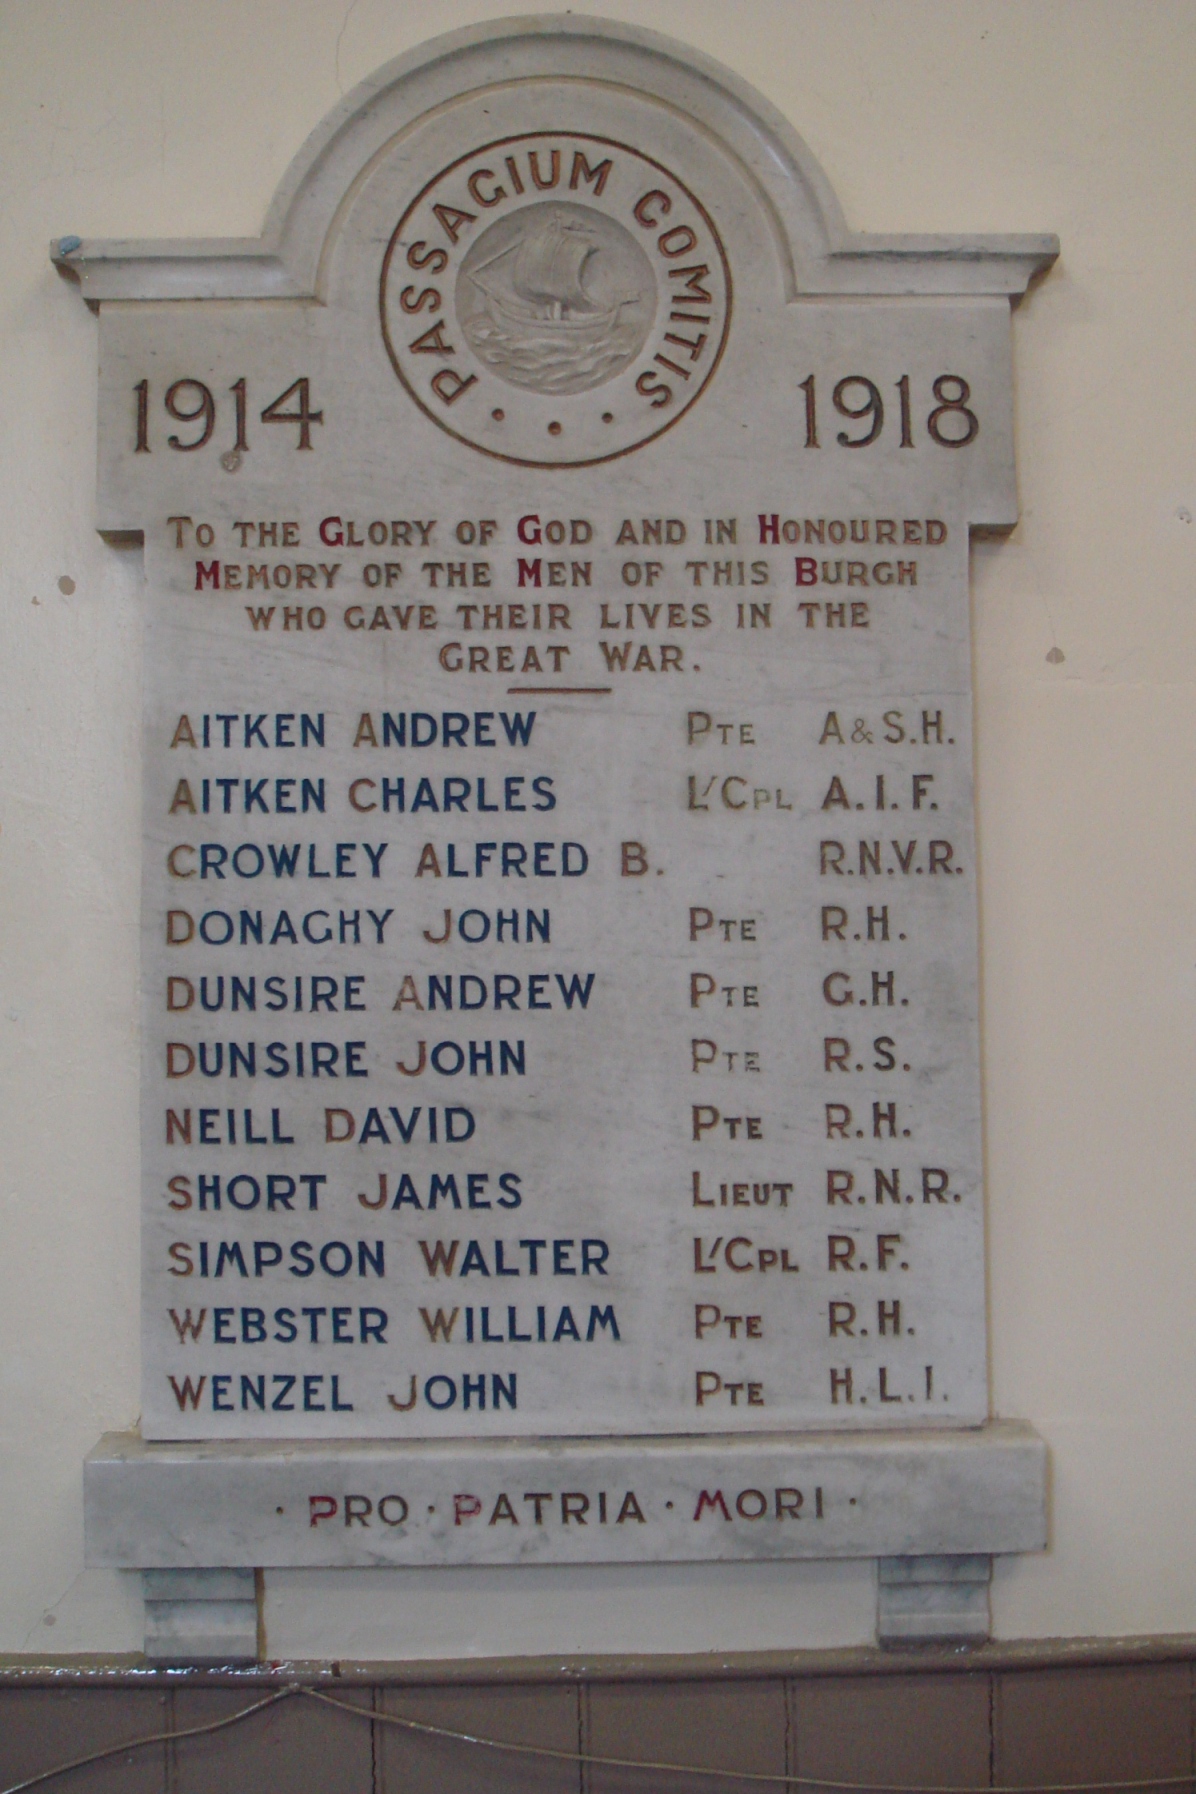 PASSAGIUM COMITIS
1914 1918
TO THE GLORY OF GOD AND IN HONOURED
MEMORY OF THE MEN OF THIS BURGH
WHO GAVE THEIR LIVES IN THE
GREAT WAR.
AITKEN ANDREW PTE A&S.H.
AITKEN CHARLES L/CPL A.I.F.
CROWLEY ALFRED B. R.N.V.R.
DONAGHY JOHN PTE R.H.
DUNSIRE ANDREW PTE G.H.
DUNSIRE JOHN PTE R.S.
NEILL DAVID PTE R.H.
SHORT JAMES LIEUT R.N.R.
SIMPSON WALTER L/CPL R.F.
WEBSTER WILLIAM PTE R.H.
WENZEL JOHN PTE H.L.I.
· PRO · PATRIA · MORI ·